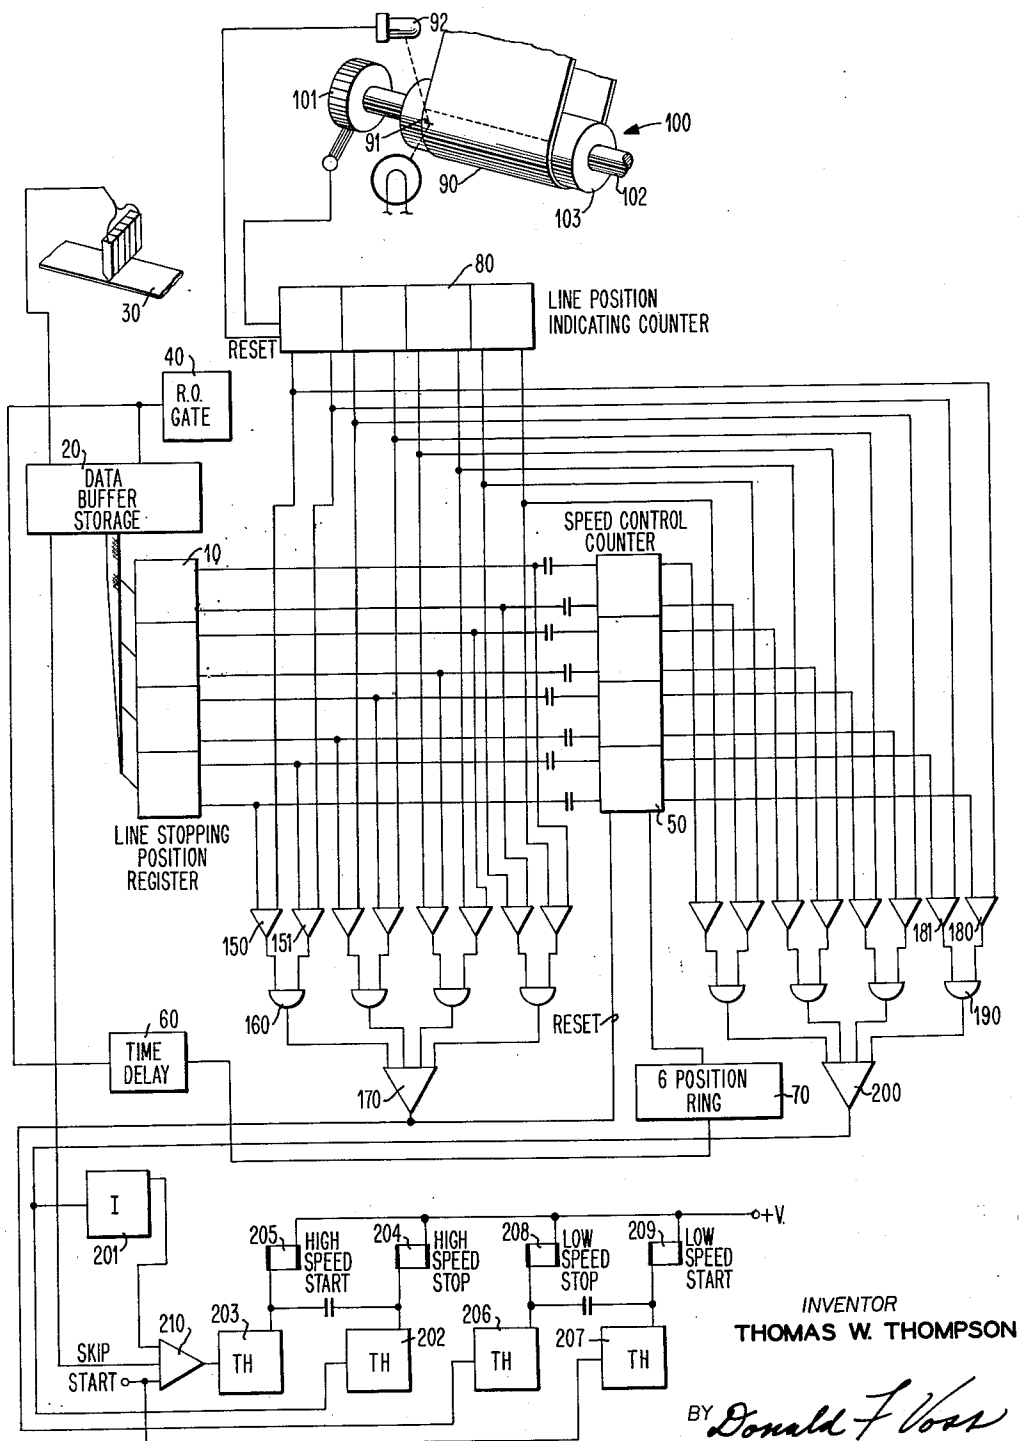 92
101
91
100
90
102
103
30
80
LINE POSITION
INDICATING COUNTER
RESET
40
R.O.
GATE
20
DATA
BUFFER
STORAGE
10
SPEED CONTROL
COUNTER
50
LINE STOPPING
POSITION
REGISTER
150
151
181
180
160
RESET
190
60
TIME
DELAY
170
6 POSITION
RING
70
200
I
201
+V.
205
HIGH
SPEED
START
204
HIGH
SPEED
STOP
208
LOW
SPEED
STOP
209
LOW
SPEED
START
210
203
TH
202
TH
206
TH
207
TH
SKIP
START
INVENTOR
THOMAS W. THOMPSON
BY Donald F Voss